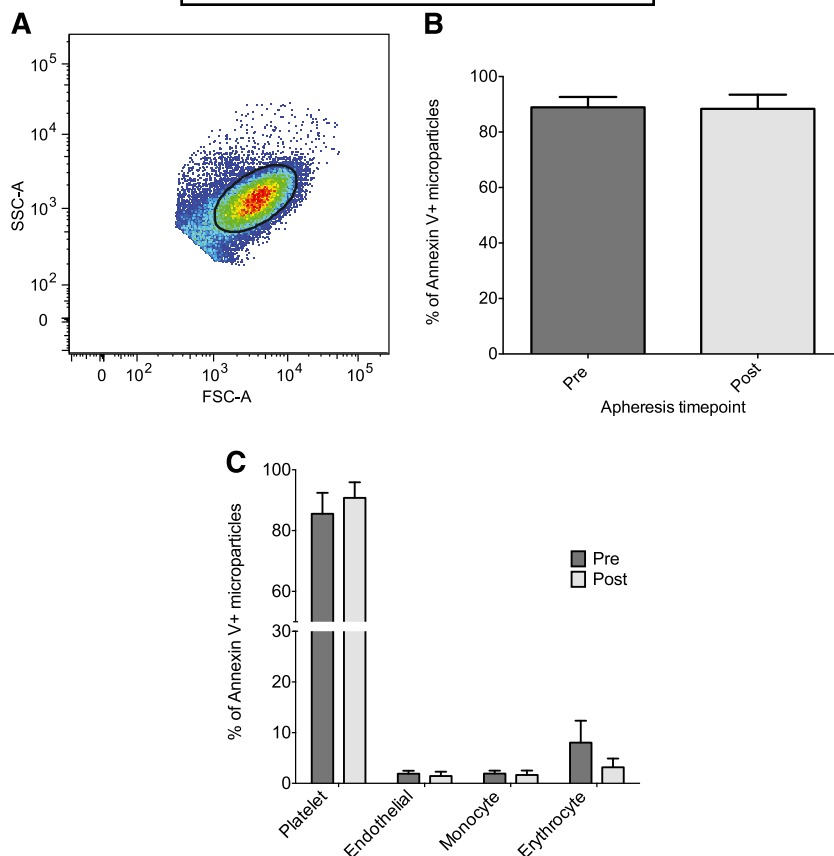 A
SSC-A
10^5
10^4
10^3
10^2
0
0 10^2 10^3 10^4 10^5
FSC-A
B
% of Annexin V+ microparticles
100
80
60
40
20
0
Pre Post
Apheresis timepoint
C
% of Annexin V+ microparticles
100
80
60
30
20
10
0
Pre
Post
Platelet Endothelial Monocyte Erythrocyte